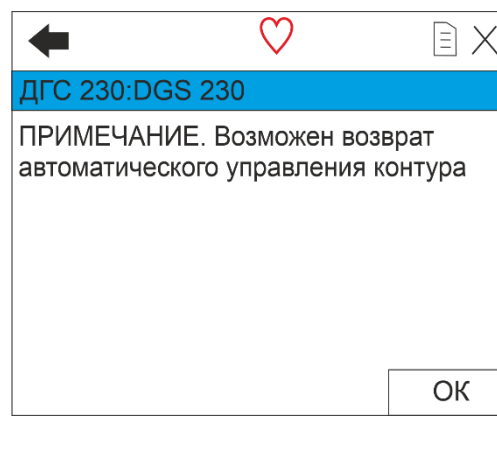 ДГС 230:DGS 230
ПРИМЕЧАНИЕ. Возможен возврат
автоматического управления контура
ОК